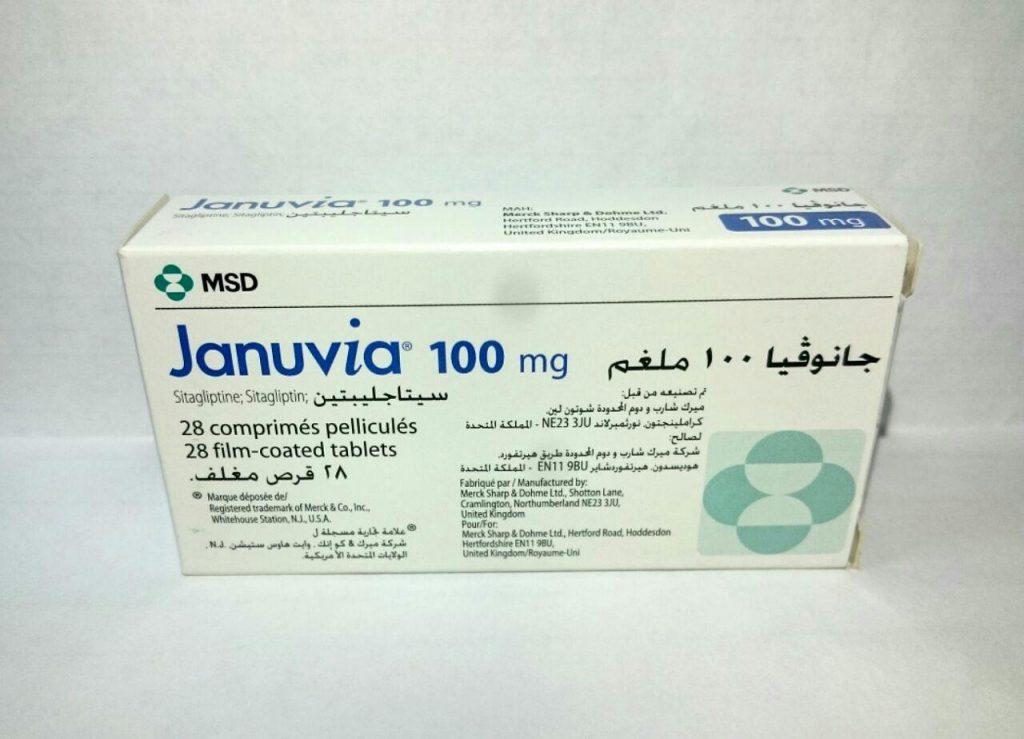 Januvia® 100 mg
Sitagliptine; Sitagliptin; سيتاجليبتين
MAH:
Merck Sharp & Dohme Ltd.
Hertford Road, Hoddesdon
Hertfordshire EN11 9BU,
United Kingdom/Royaume-Uni
MSD
جانوڤيا ١٠٠ ملغم
100 mg
MSD
Januvia® 100 mg
جانوڤيا ١٠٠ ملغم
Sitagliptine; Sitagliptin; سيتاجليبتين
28 comprimés pelliculés
28 film-coated tablets
٢٨ قرص مغلف.
® Marque déposée de/
Registered trademark of Merck & Co., Inc.,
Whitehouse Station, N.J., U.S.A.
®علامة تجارية مسجلة ل
شركة ميرك & كو إنك. وايت هاوس ستيشن. N.J.
الولايات المتحدة الأمريكية.
تم تصنيعه من قبل:
ميرك شارب و دوم المحدودة شوتون لين,
كراملينجتون, نورثمبرلاند NE23 3JU - المملكة المتحدة
لصالح:
شركة ميرك شارب و دوم المحدودة طريق هيرتفورد,
هوديسدون, هيرتفوردشاير EN11 9BU - المملكة المتحدة
Fabriqué par / Manufactured by:
Merck Sharp & Dohme Ltd., Shotton Lane,
Cramlington, Northumberland NE23 3JU,
United Kingdom
Pour/For:
Merck Sharp & Dohme Ltd., Hertford Road, Hoddesdon
Hertfordshire EN11 9BU,
United Kingdom/Royaume-Uni